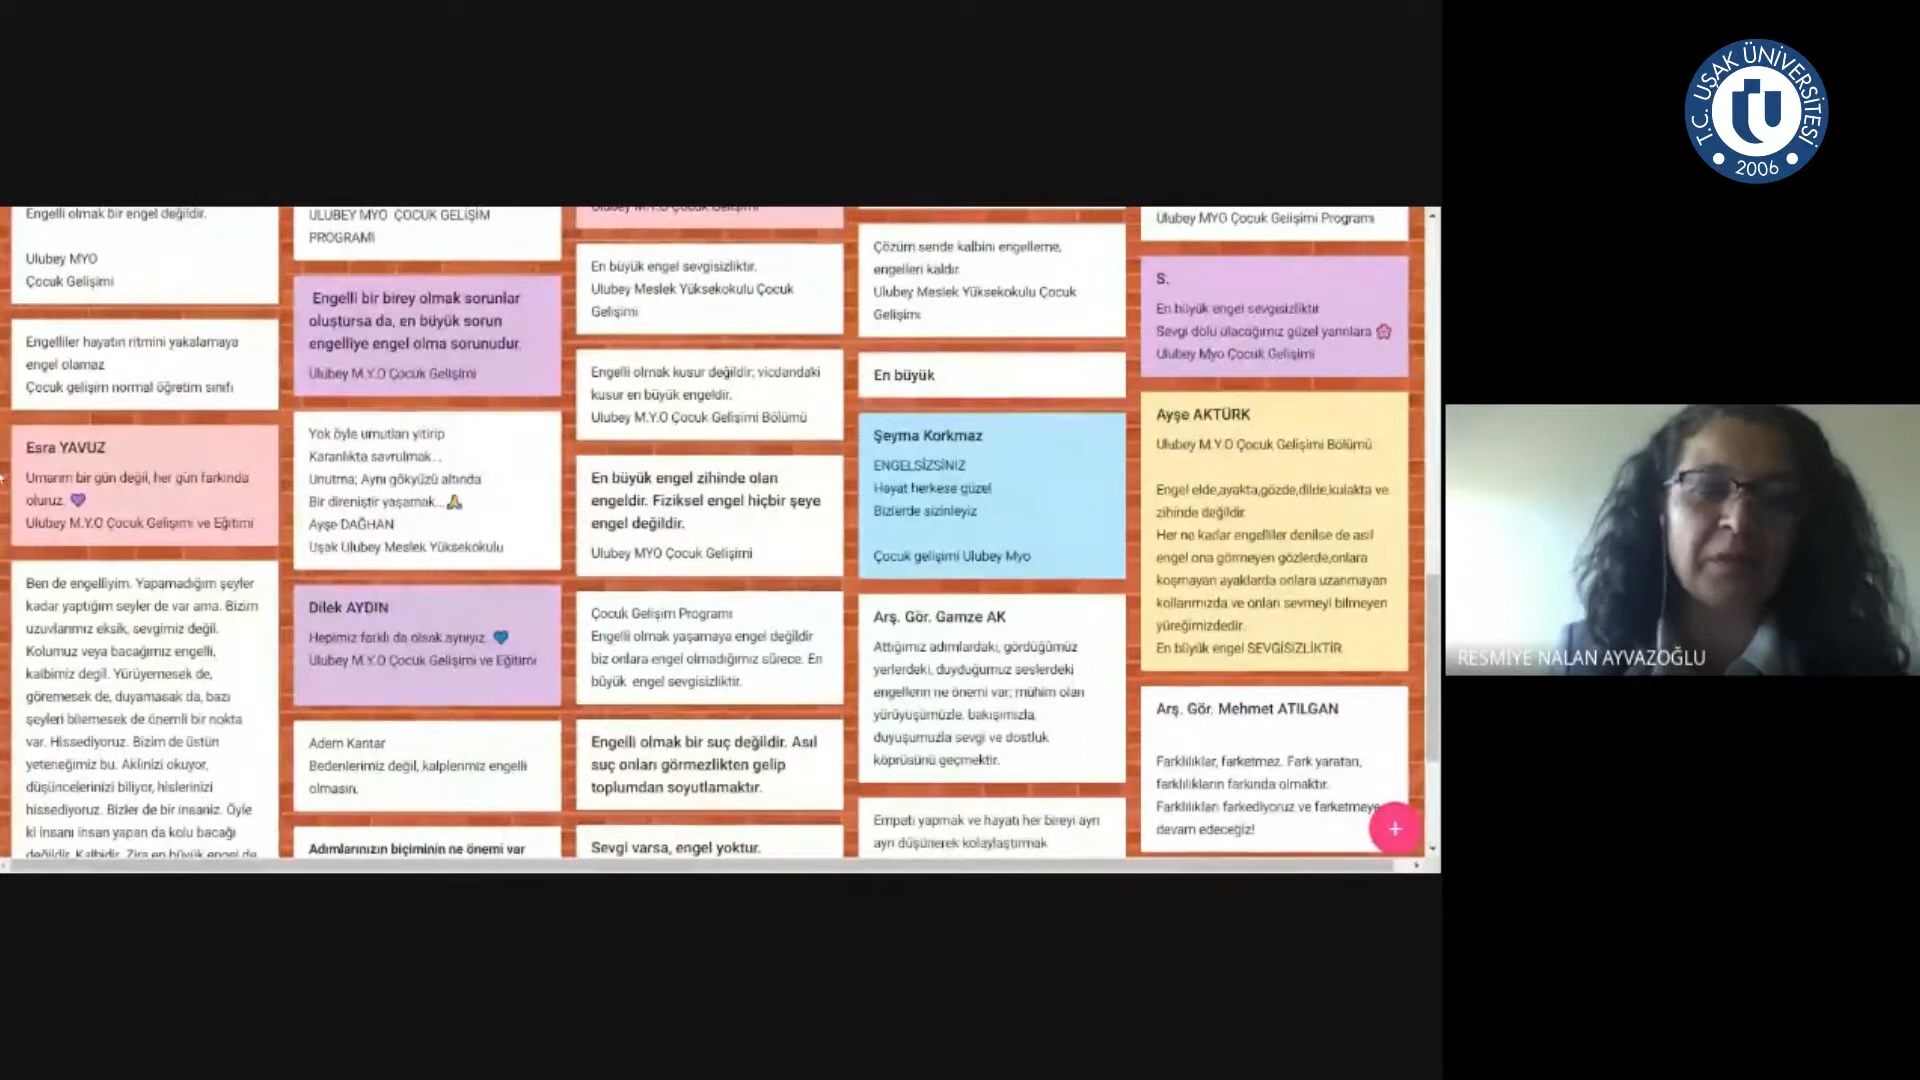 Engelli olmak bir engel değildir.
Ulubey MYO
Çocuk Gelişimi
Engelliler hayatın ritmini yakalamaya
engel olamaz
Çocuk gelişim normal öğretim sınıfı
Esra YAVUZ
Umarım bir gün değil, her gün farkında
oluruz. 💜
Ulubey M.Y.O Çocuk Gelişimi ve Eğitimi
Ben de engelliyim. Yapamadığım şeyler
kadar yaptığım seyler de var ama. Bizim
uzuvlarımız eksik, sevgimiz değil.
Kolumuz veya bacağımız engelli,
kalbimiz degil. Yürüyemesek de,
göremesek de, duyamasak da, bazı
şeyleri bilemesek de önemli bir nokta
var. Hissediyoruz. Bizim de üstün
yeteneğimiz bu. Aklinizi okuyor,
düşüncelerinizi biliyor, hislerinizi
hissediyoruz. Bizler de bir insaniz. Öyle
ki insanı insan yapan da kolu bacağı
değildir. Kalbidir. Zira en büyük engel de
ULUBEY MYO ÇOCUK GELİŞİM
PROGRAMI
Engelli bir birey olmak sorunlar
oluştursa da, en büyük sorun
engelliye engel olma sorunudur.
Ulubey M.Y.O Çocuk Gelişimi
Yok öyle umutları yitirip
Karanlıkta savrulmak...
Unutma; Aynı gökyüzü altında
Bir direniştir yaşamak...🙏
Ayşe DAĞHAN
Uşak Ulubey Meslek Yüksekokulu
Dilek AYDIN
Hepimiz farklı da olsak aynıyız. 💙
Ulubey M.Y.O Çocuk Gelişimi ve Eğitimi
Adem Kantar
Bedenlerimiz değil, kalplerimiz engelli
olmasın.
Adımlarınızın biçiminin ne önemi var
Ulubey M.Y.O Çocuk Gelişimi
En büyük engel sevgisizliktir.
Ulubey Meslek Yüksekokulu Çocuk
Gelişimi
Engelli olmak kusur değildir; vicdandaki
kusur en büyük engeldir.
Ulubey M.Y.O Çocuk Gelişimi Bölümü
En büyük engel zihinde olan
engeldir. Fiziksel engel hiçbir şeye
engel değildir.
Ulubey MYO Çocuk Gelişimi
Çocuk Gelişim Programı
Engelli olmak yaşamaya engel değildir
biz onlara engel olmadığımız sürece. En
büyük engel sevgisizliktir.
Engelli olmak bir suç değildir. Asıl
suç onları görmezlikten gelip
toplumdan soyutlamaktır.
Sevgi varsa, engel yoktur.
Çözüm sende kalbini engelleme,
engelleri kaldır.
Ulubey Meslek Yüksekokulu Çocuk
Gelişimi
En büyük
Şeyma Korkmaz
ENGELSİZSİNİZ
Hayat herkese güzel
Bizlerde sizinleyiz
Çocuk gelişimi Ulubey Myo
Arş. Gör. Gamze AK
Attığımız adımlardaki, gördüğümüz
yerlerdeki, duyduğumuz seslerdeki
engellerin ne önemi var; mühim olan
yürüyüşümüzle, bakışımızla,
duyuşumuzla sevgi ve dostluk
köprüsünü geçmektir.
Empati yapmak ve hayatı her bireyi ayrı
ayrı düşünerek kolaylaştırmak
Ulubey MYO Çocuk Gelişimi Programı
S.
En büyük engel sevgisizliktir
Sevgi dolu olacağımız güzel yarınlara 🌸
Ulubey Myo Çocuk Gelişimi
Ayşe AKTÜRK
Ulubey M.Y.O Çocuk Gelişimi Bölümü
Engel elde,ayakta,gözde,dilde,kulakta ve
zihinde değildir.
Her ne kadar engelliler denilse de asıl
engel ona görmeyen gözlerde,onlara
koşmayan ayaklarda onlara uzanmayan
kollarımızda ve onları sevmeyi bilmeyen
yüreğimizdedir.
En büyük engel SEVGİSİZLİKTİR
Arş. Gör. Mehmet ATILGAN
Farklılıklar, farketmez. Fark yaratan,
farklılıkların farkında olmaktır.
Farklılıkları farkediyoruz ve farketmeye
devam edeceğiz!
+
T.C. UŞAK ÜNİVERSİTESİ
2006
RESMİYE NALAN AYVAZOĞLU